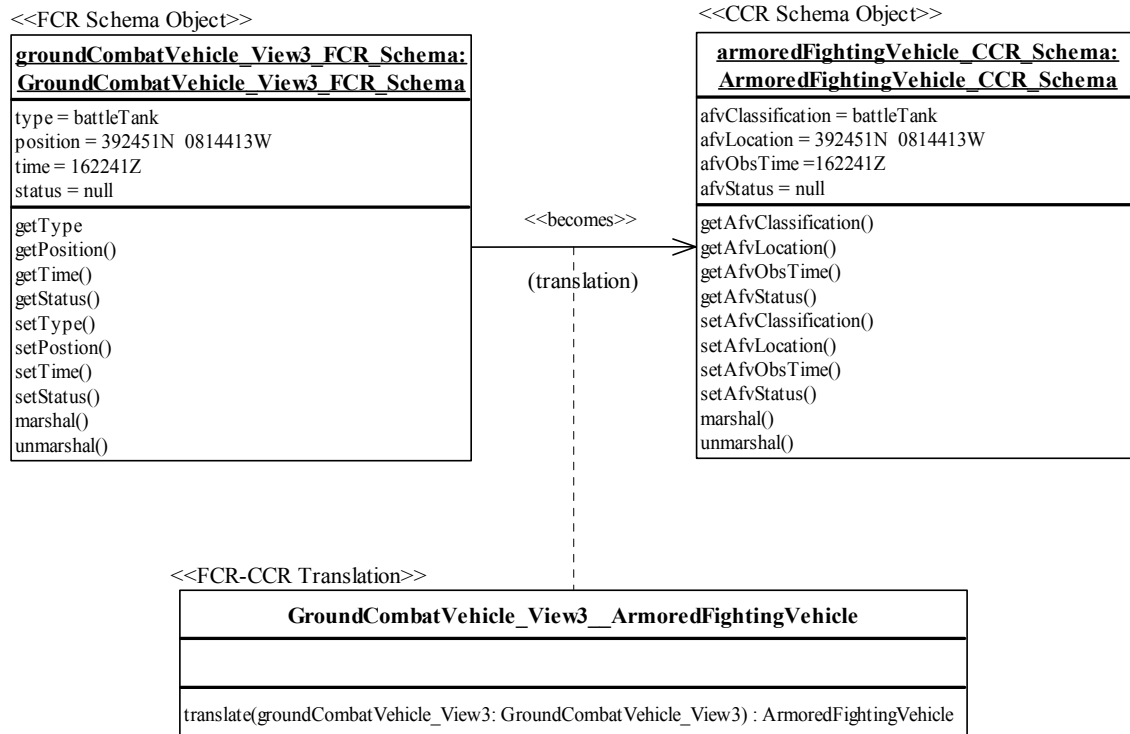 <<FCR Schema Object>>
groundCombatVehicle_View3_FCR_Schema:
GroundCombatVehicle_View3_FCR_Schema
type = battleTank
position = 392451N 0814413W
time = 162241Z
status = null
getType
getPosition()
getTime()
getStatus()
setType()
setPostion()
setTime()
setStatus()
marshal()
unmarshal()
<<becomes>>
(translation)
<<CCR Schema Object>>
armoredFightingVehicle_CCR_Schema:
ArmoredFightingVehicle_CCR_Schema
afvClassification = battleTank
afvLocation = 392451N 0814413W
afvObsTime =162241Z
afvStatus = null
getAfvClassification()
getAfvLocation()
getAfvObsTime()
getAfvStatus()
setAfvClassification()
setAfvLocation()
setAfvObsTime()
setAfvStatus()
marshal()
unmarshal()
<<FCR-CCR Translation>>
GroundCombatVehicle_View3__ArmoredFightingVehicle
translate(groundCombatVehicle_View3: GroundCombatVehicle_View3) : ArmoredFightingVehicle